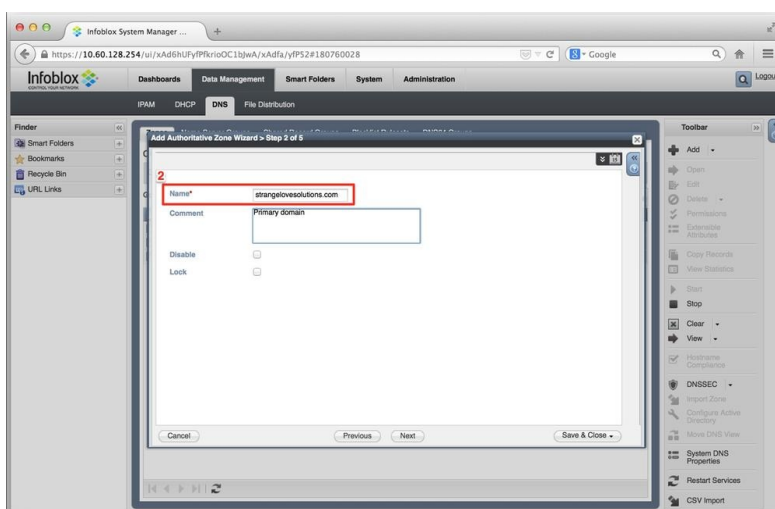 Infoblox System Manager ...
https://10.60.128.254/ui/xAd6hUFyfPfkrioOC1bJwA/xAdfa/yfP52#180760028
Google
Infoblox
CONTROL YOUR NETWORK
Dashboards Data Management Smart Folders System Administration
Logou
IPAM DHCP DNS File Distribution
Finder
Smart Folders
Bookmarks
Recycle Bin
URL Links
Add Authoritative Zone Wizard > Step 2 of 5
2
Name* strangelovesolutions.com
Comment Primary domain
Disable
Lock
Cancel Previous Next Save & Close
Toolbar
Add
Open
Edit
Delete
Permissions
Extensible
Attributes
Copy Records
View Statistics
Start
Stop
Clear
View
Hostname
Compliance
DNSSEC
Import Zone
Configure Active
Directory
Move DNS View
System DNS
Properties
Restart Services
CSV Import